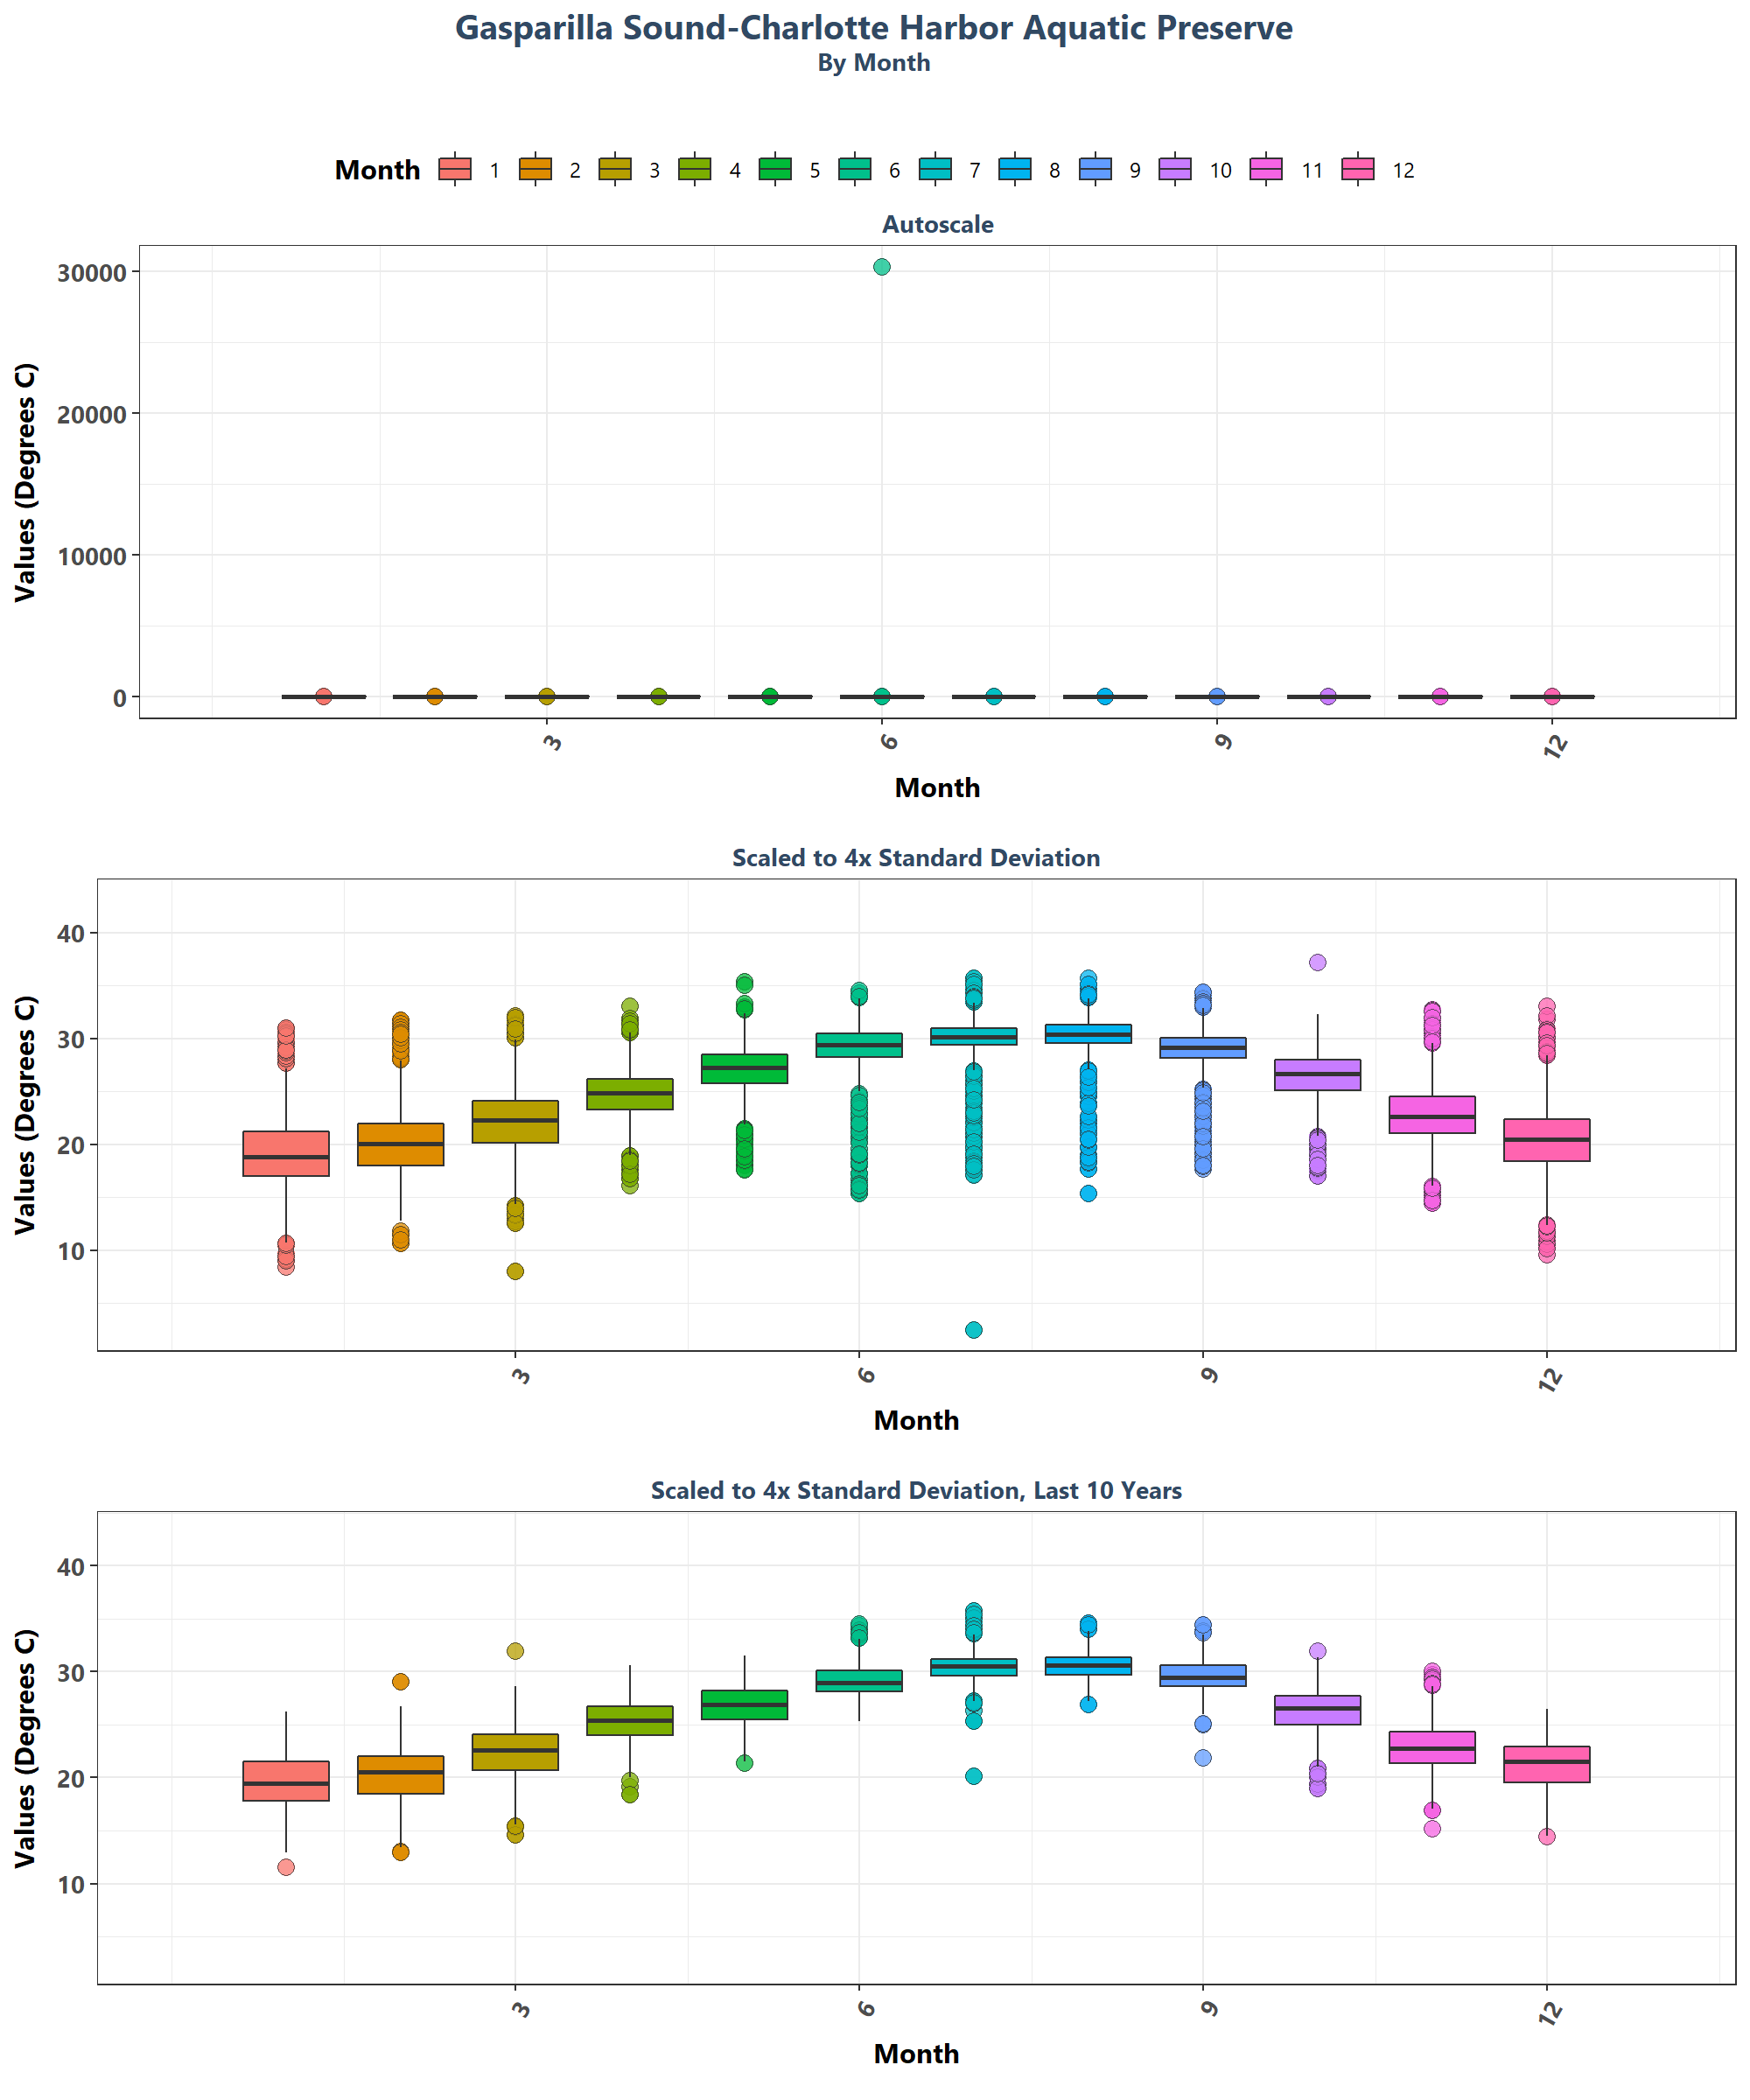 Gasparilla Sound-Charlotte Harbor Aquatic Preserve
By Month
Month 1 2 3 4 5 6 7 8 9 10 11 12
Autoscale
Values (Degrees C)
30000
20000
10000
0
3 6 9 12
Month
Scaled to 4x Standard Deviation
Values (Degrees C)
40
30
20
10
3 6 9 12
Month
Scaled to 4x Standard Deviation, Last 10 Years
Values (Degrees C)
40
30
20
10
3 6 9 12
Month